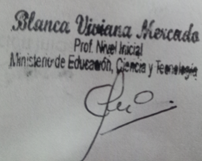 Blanca Viviana Mercado
Prof. Nivel Inicial
Ministerio de Educación, Ciencia y Tecnología